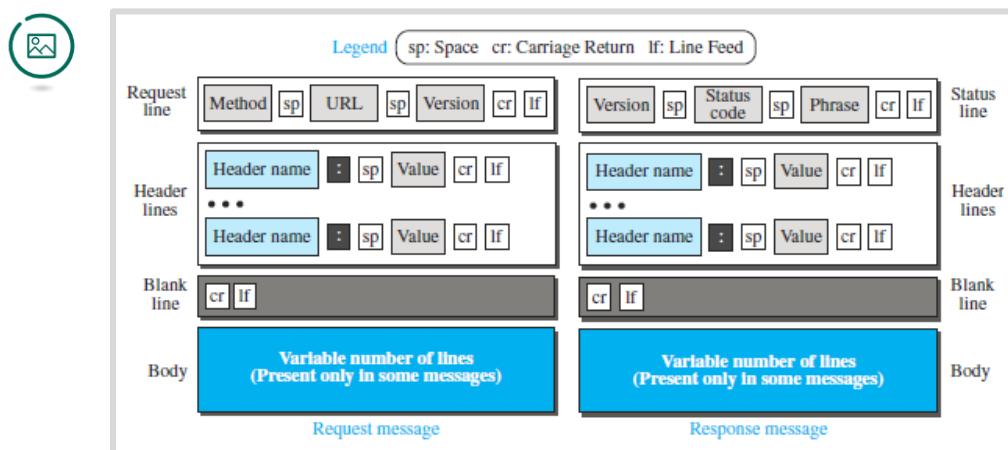 Legend sp: Space cr: Carriage Return lf: Line Feed
Request line
Method sp URL sp Version cr lf
Version sp Status code sp Phrase cr lf
Status line
Header lines
Header name : sp Value cr lf
• • •
Header name : sp Value cr lf
Header name : sp Value cr lf
• • •
Header name : sp Value cr lf
Header lines
Blank line
cr lf
cr lf
Blank line
Body
Variable number of lines
(Present only in some messages)
Variable number of lines
(Present only in some messages)
Body
Request message
Response message